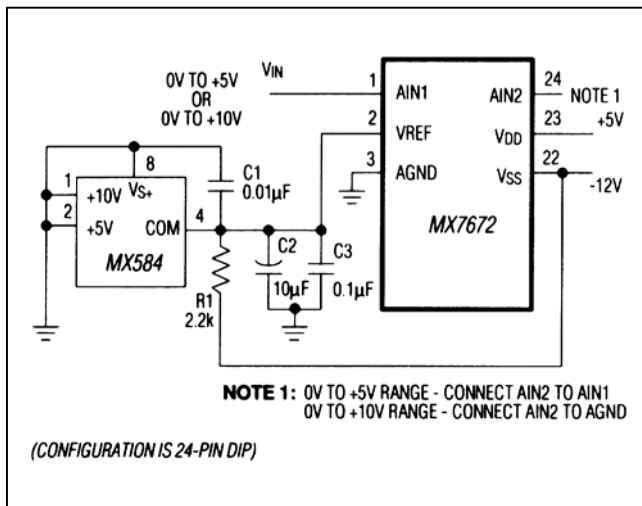 0V TO +5V
OR
0V TO +10V
VIN
1
AIN1
AIN2
24
NOTE 1
2
VREF
VDD
23
+5V
3
AGND
VSS
22
-12V
MX7672
8
VS+
1
+10V
2
+5V
COM
4
MX584
C1
0.01µF
C2
10µF
C3
0.1µF
R1
2.2k
NOTE 1: 0V TO +5V RANGE - CONNECT AIN2 TO AIN1
0V TO +10V RANGE - CONNECT AIN2 TO AGND
(CONFIGURATION IS 24-PIN DIP)